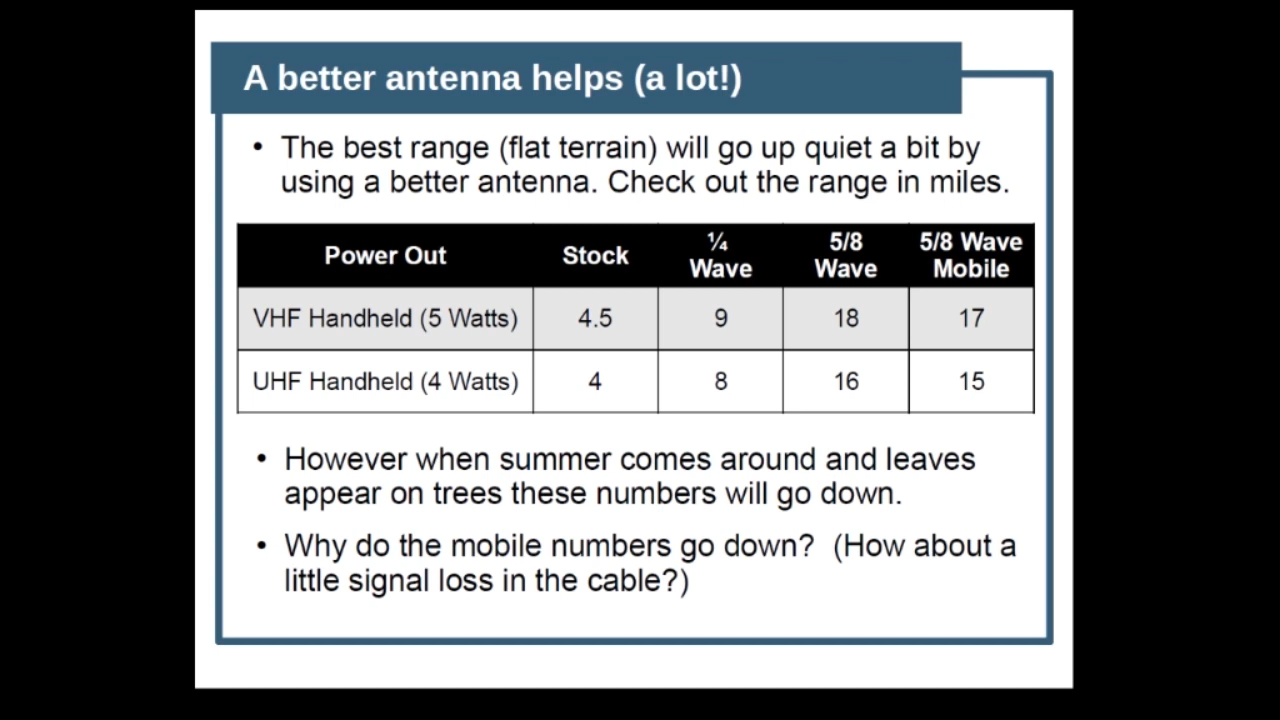 A better antenna helps (a lot!)
• The best range (flat terrain) will go up quiet a bit by
using a better antenna. Check out the range in miles.
Power Out Stock ¼ Wave 5/8 Wave 5/8 Wave Mobile
VHF Handheld (5 Watts) 4.5 9 18 17
UHF Handheld (4 Watts) 4 8 16 15
• However when summer comes around and leaves
appear on trees these numbers will go down.
• Why do the mobile numbers go down? (How about a
little signal loss in the cable?)